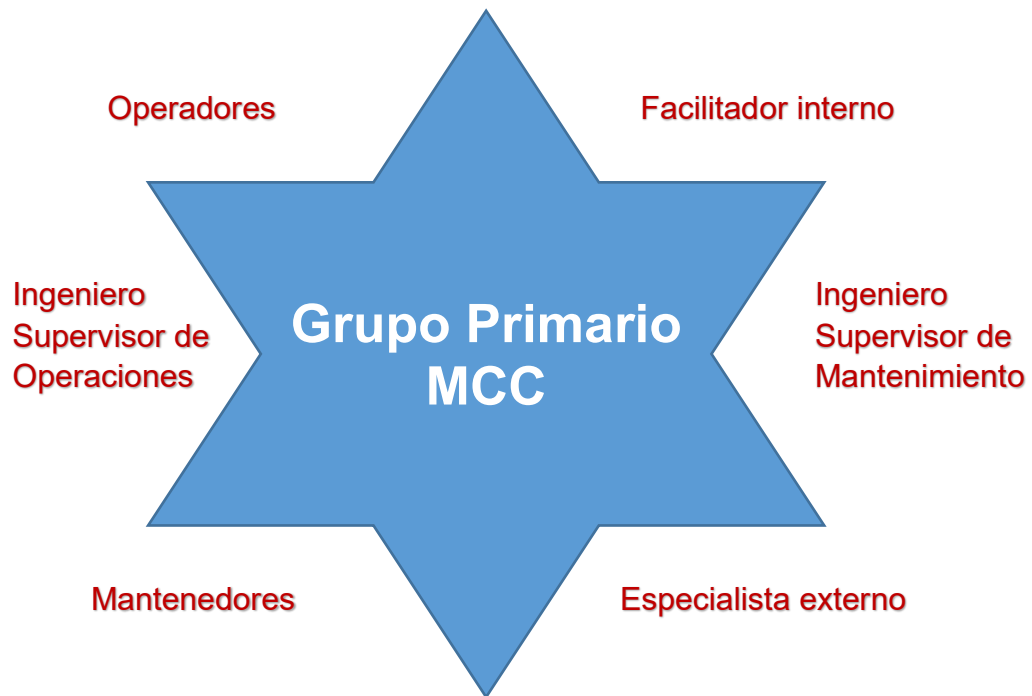 Operadores
Facilitador interno
Ingeniero
Supervisor de
Operaciones
Grupo Primario
MCC
Ingeniero
Supervisor de
Mantenimiento
Mantenedores
Especialista externo